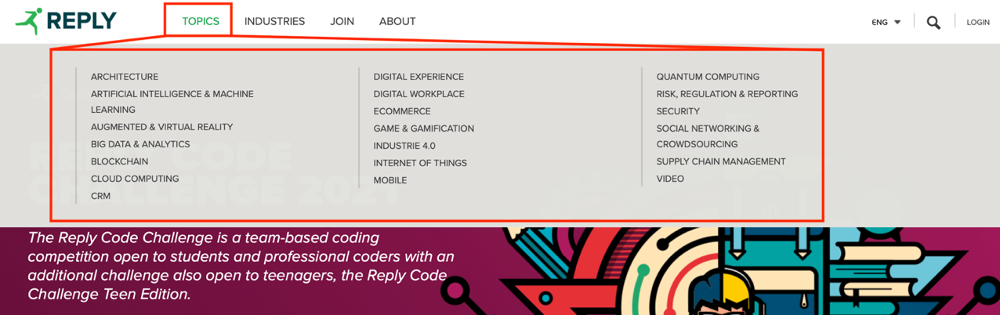 REPLY
TOPICS
INDUSTRIES
JOIN
ABOUT
ENG
LOGIN
ARCHITECTURE
ARTIFICIAL INTELLIGENCE & MACHINE
LEARNING
AUGMENTED & VIRTUAL REALITY
BIG DATA & ANALYTICS
BLOCKCHAIN
CLOUD COMPUTING
CRM
DIGITAL EXPERIENCE
DIGITAL WORKPLACE
ECOMMERCE
GAME & GAMIFICATION
INDUSTRIE 4.0
INTERNET OF THINGS
MOBILE
QUANTUM COMPUTING
RISK, REGULATION & REPORTING
SECURITY
SOCIAL NETWORKING &
CROWDSOURCING
SUPPLY CHAIN MANAGEMENT
VIDEO
REPLY CODE
CHALLENGE 2021
The Reply Code Challenge is a team-based coding
competition open to students and professional coders with an
additional challenge also open to teenagers, the Reply Code
Challenge Teen Edition.